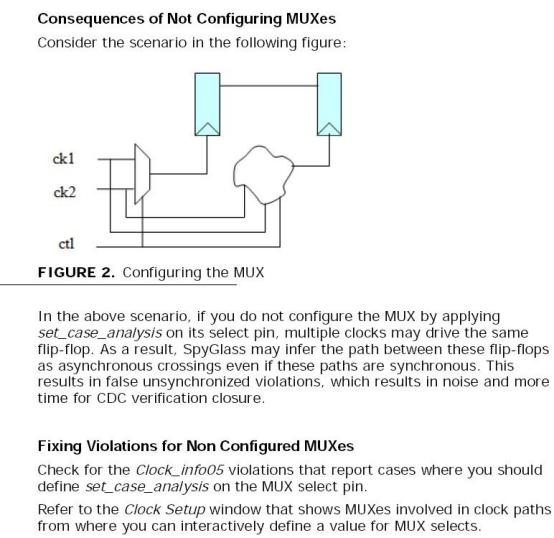 Consequences of Not Configuring MUXes
Consider the scenario in the following figure:
ck1
ck2
ctl
FIGURE 2. Configuring the MUX
In the above scenario, if you do not configure the MUX by applying
set_case_analysis on its select pin, multiple clocks may drive the same
flip-flop. As a result, SpyGlass may infer the path between these flip-flops
as asynchronous crossings even if these paths are synchronous. This
results in false unsynchronized violations, which results in noise and more
time for CDC verification closure.
Fixing Violations for Non Configured MUXes
Check for the Clock_info05 violations that report cases where you should
define set_case_analysis on the MUX select pin.
Refer to the Clock Setup window that shows MUXes involved in clock paths
from where you can interactively define a value for MUX selects.